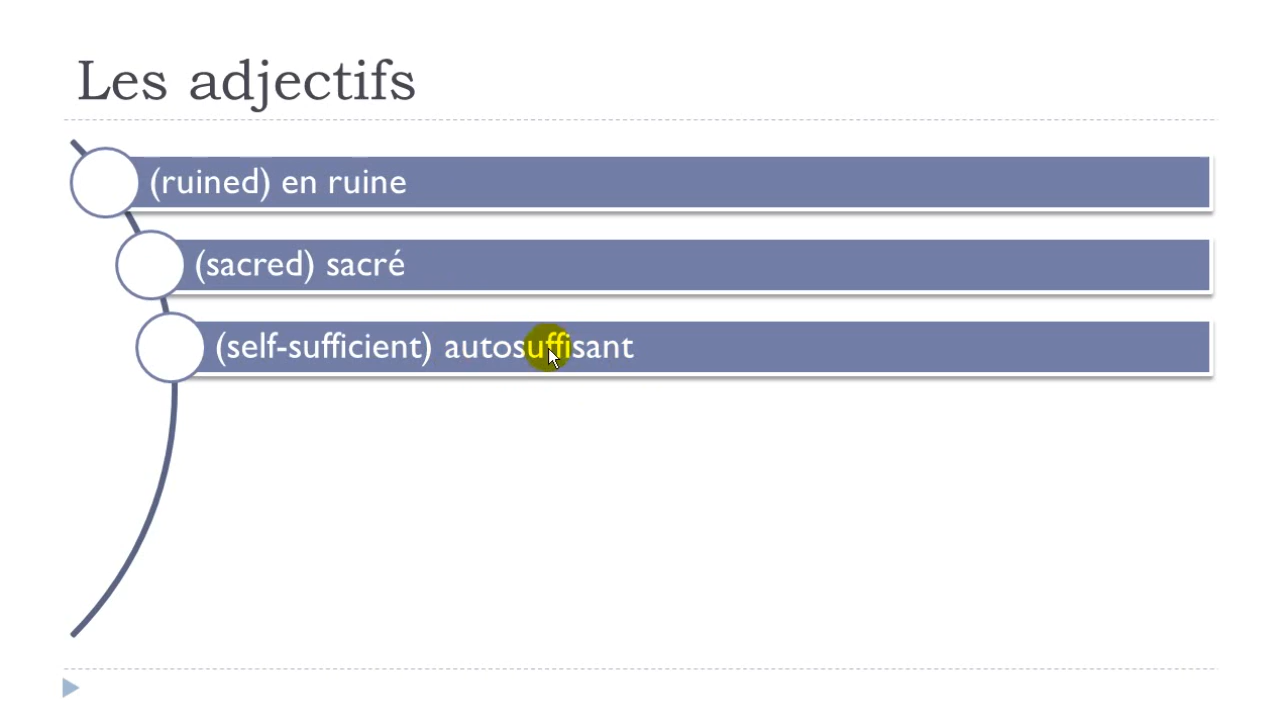 Les adjectifs
(ruined) en ruine
(sacred) sacré
(self-sufficient) autosuffisant